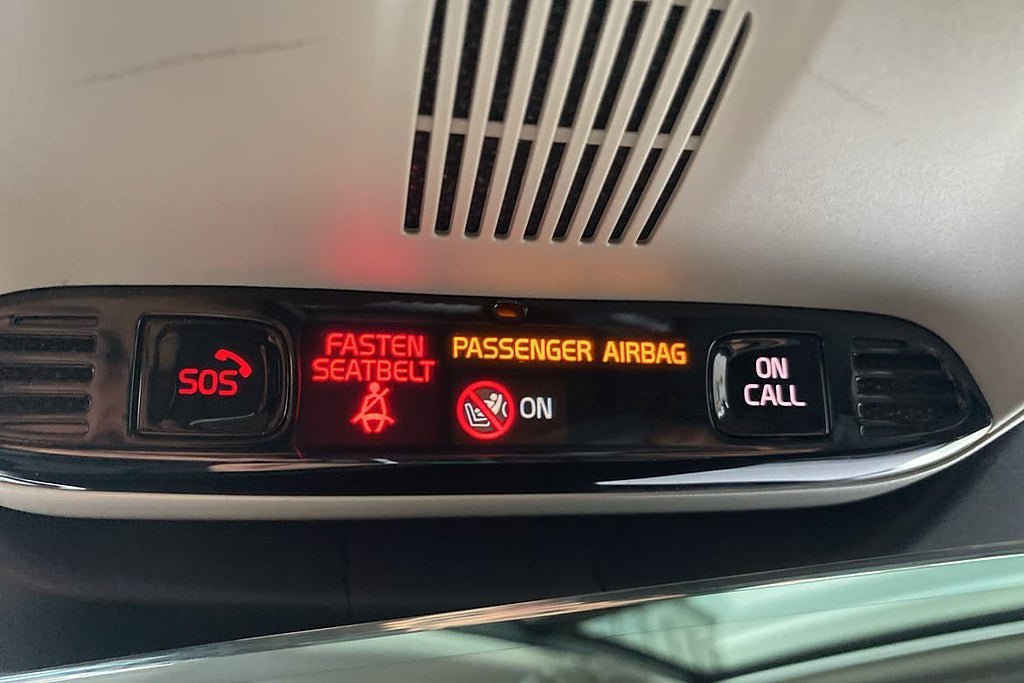 SOS
FASTEN
SEATBELT
PASSENGER AIRBAG
ON
ON
CALL